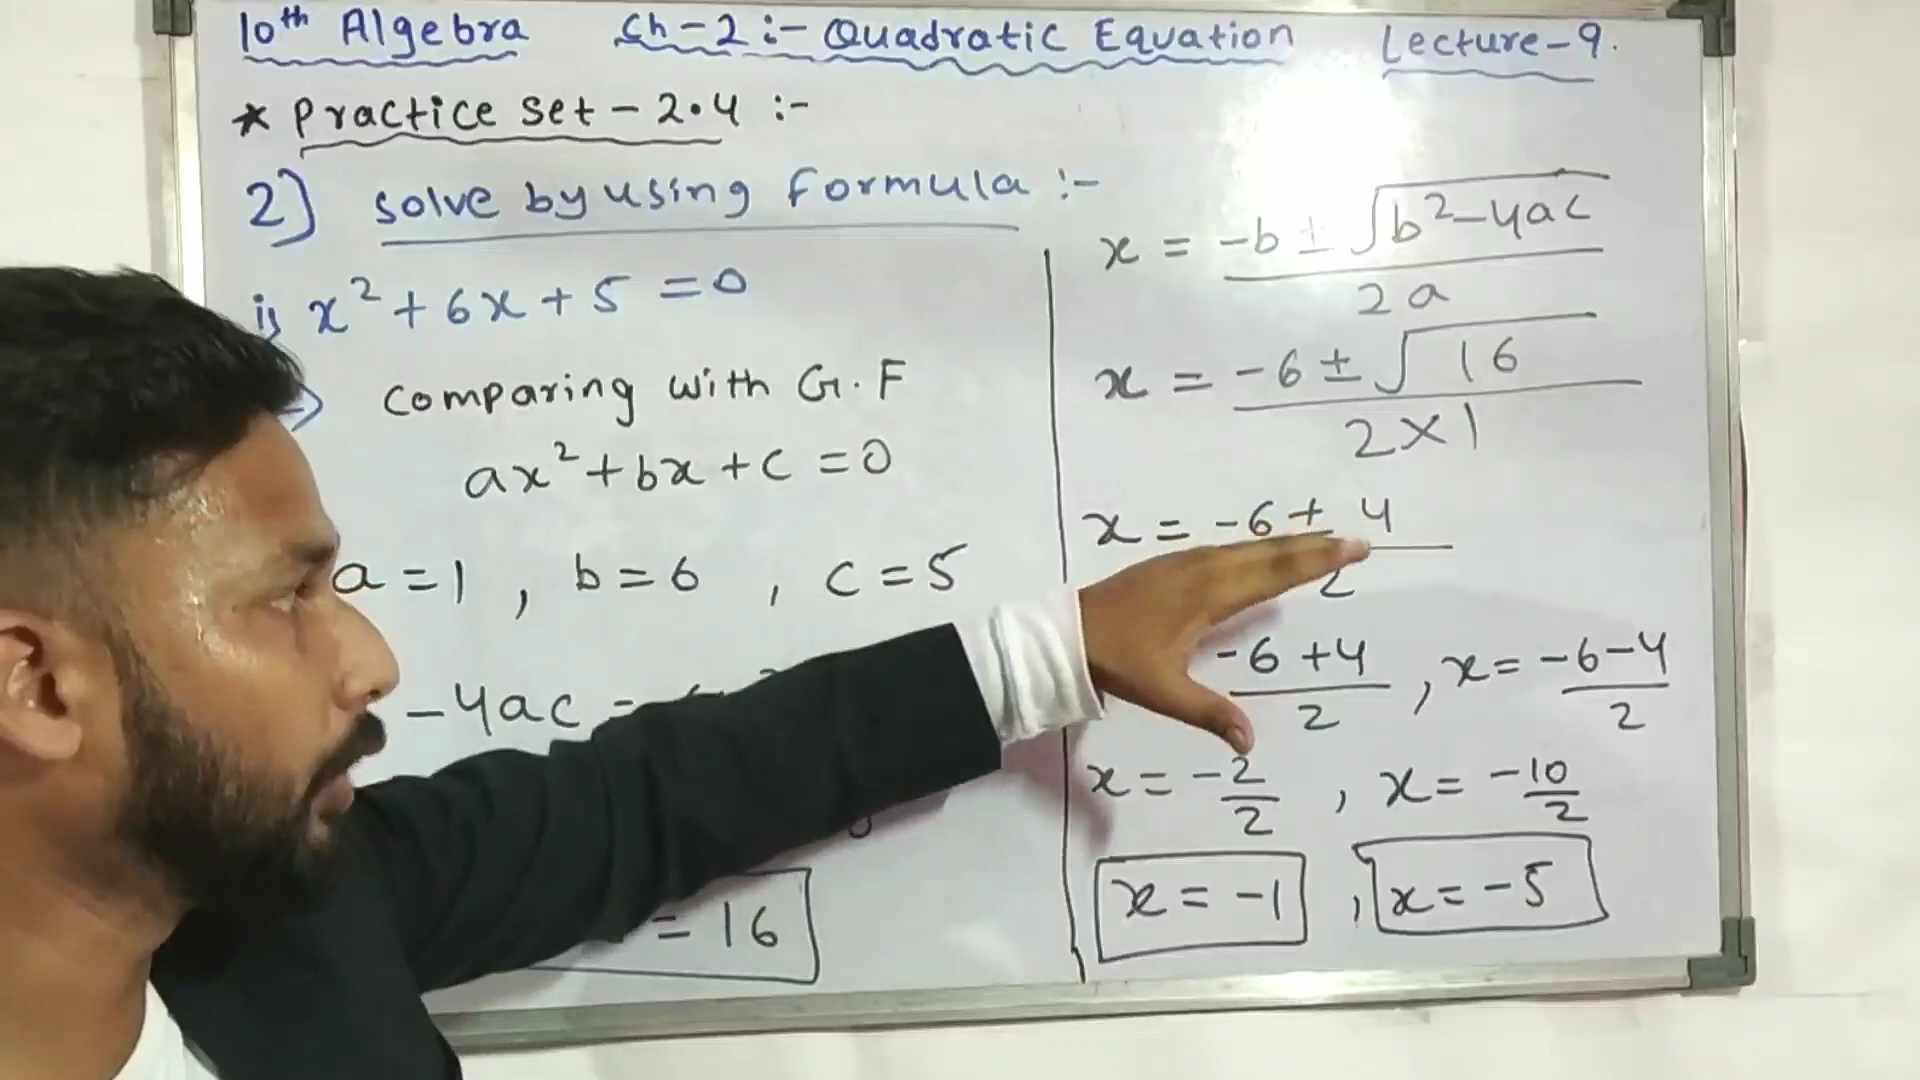 10th Algebra Ch-2:- Quadratic Equation Lecture-9.
* Practice set-2.4 :-
2] solve by using formula :-
i) x²+6x+5=0
→ comparing with G.F
ax²+bx+c=0
a=1, b=6, c=5
-4ac =
=16
x = -b±√b²-4ac
2a
x = -6±√16
2×1
x = -6± 4
2
-6+4, x= -6-4
2 2
x = -2, x= -10
2 2
x = -1, x= -5